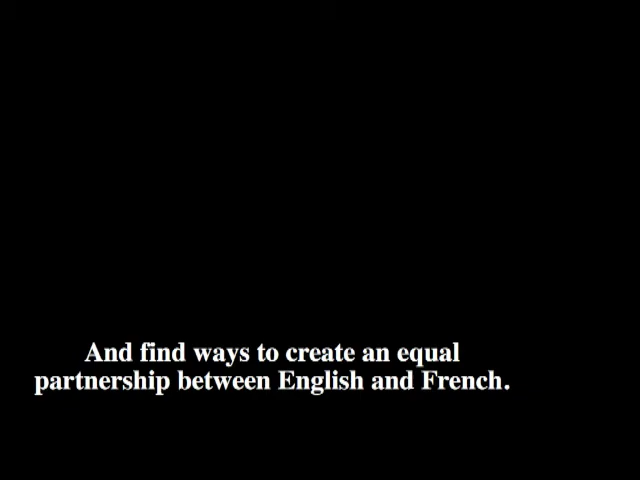 And find ways to create an equal
partnership between English and French.